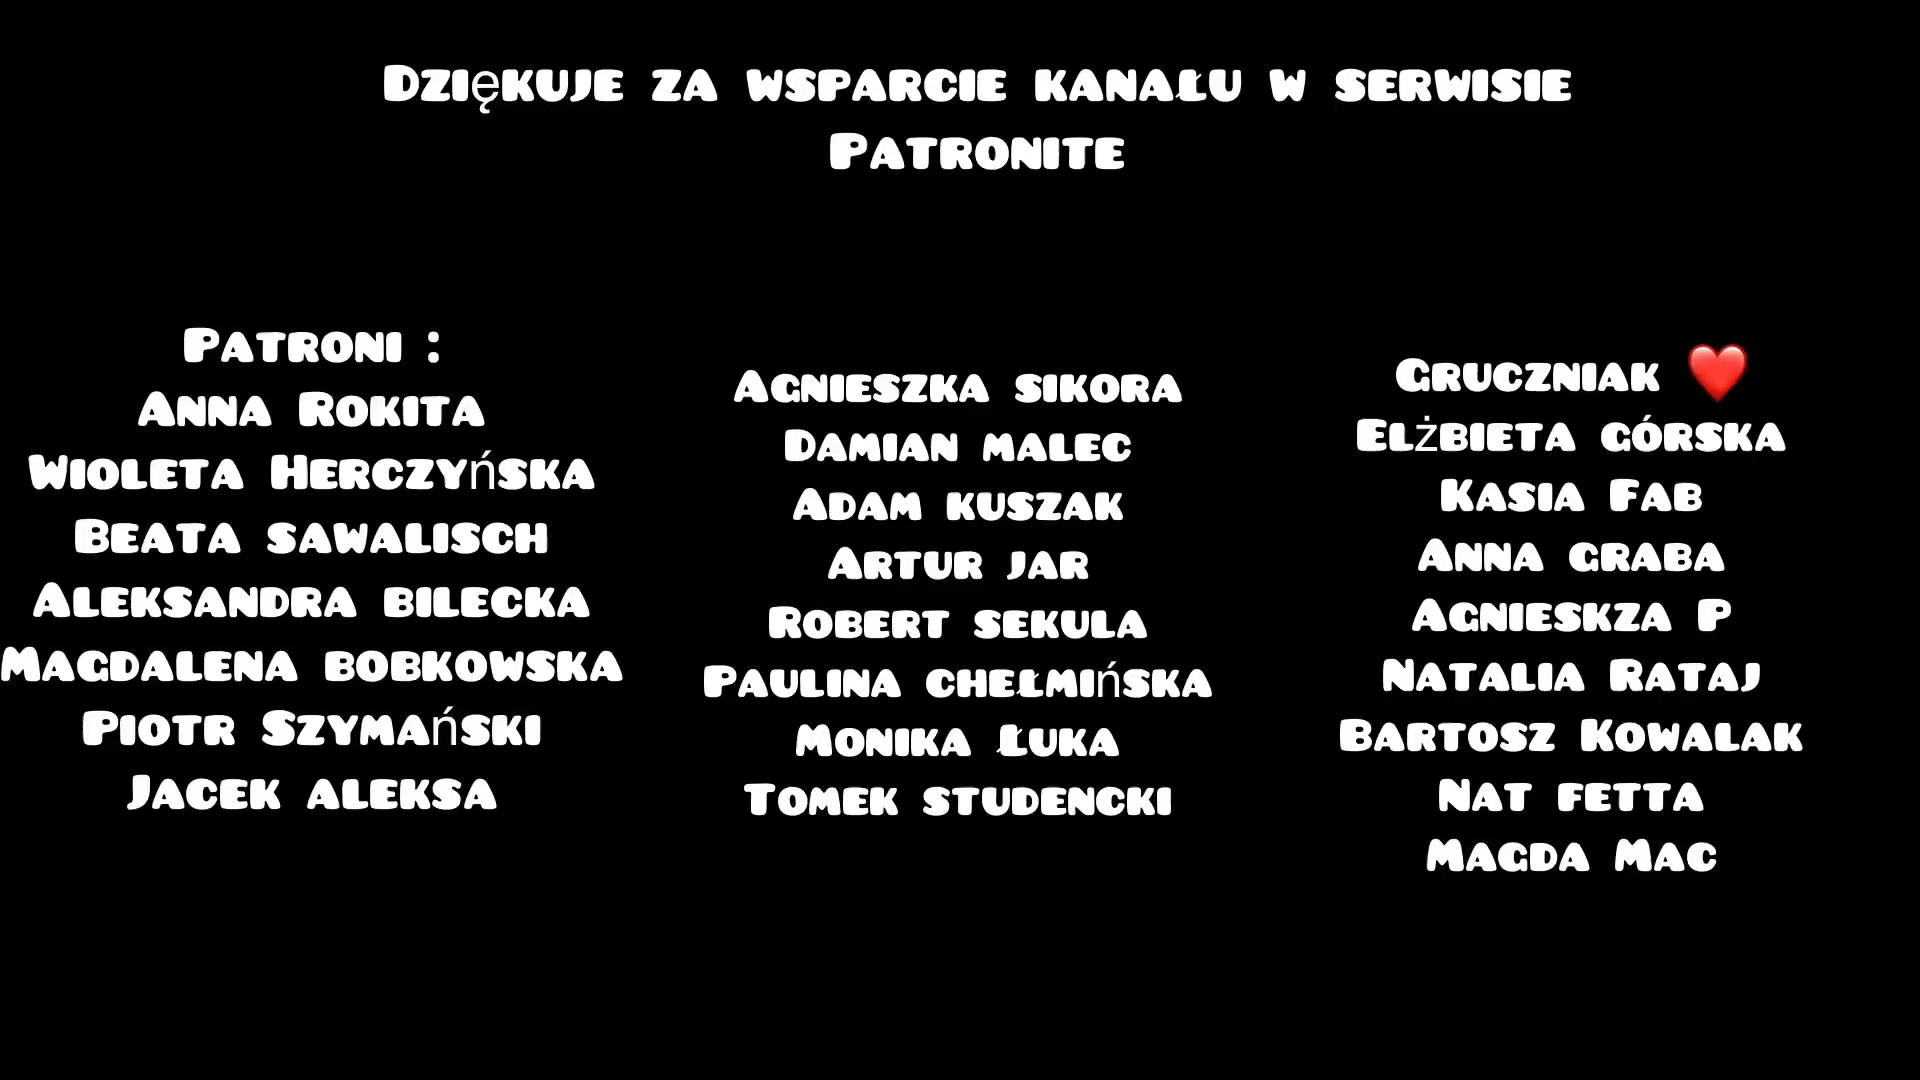 Dziękuje za wsparcie kanału w serwisie
Patronite
Patroni :
Anna Rokita
Wioleta Herczyńska
Beata sawalisch
Aleksandra bilecka
Magdalena bobkowska
Piotr Szymański
Jacek aleksa
Agnieszka sikora
Damian malec
Adam kuszak
Artur jar
Robert sekula
Paulina chełmińska
Monika Łuka
Tomek studencki
Gruczniak ❤️
Elżbieta górska
Kasia Fab
Anna graba
Agnieskza P
Natalia Rataj
Bartosz Kowalak
Nat fetta
Magda Mac